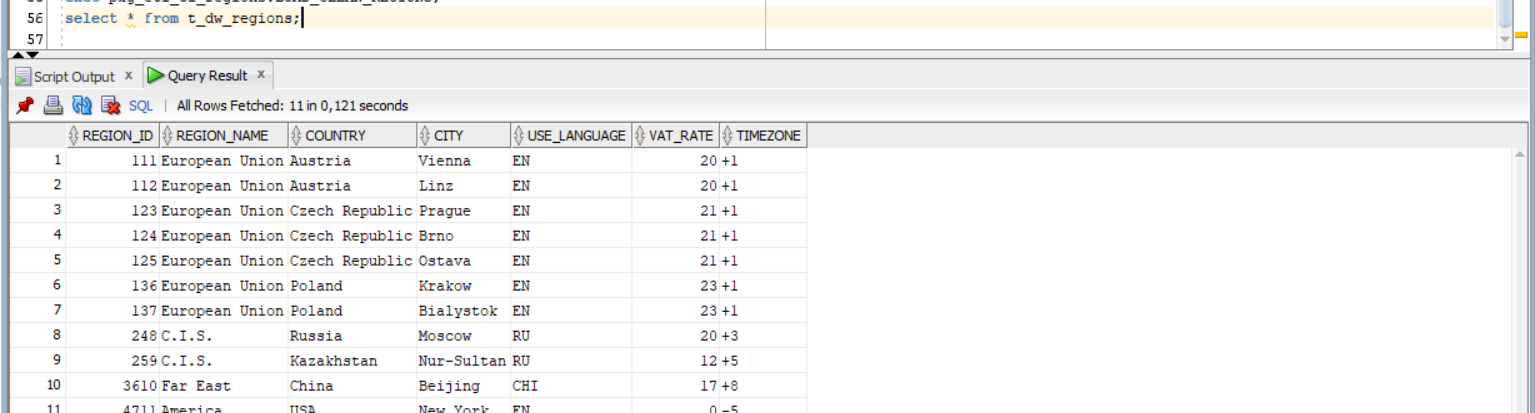 56 select * from t_dw_regions;
57
Script Output x Query Result x
SQL | All Rows Fetched: 11 in 0,121 seconds
REGION_ID REGION_NAME COUNTRY CITY USE_LANGUAGE VAT_RATE TIMEZONE
1 111 European Union Austria Vienna EN 20 +1
2 112 European Union Austria Linz EN 20 +1
3 123 European Union Czech Republic Prague EN 21 +1
4 124 European Union Czech Republic Brno EN 21 +1
5 125 European Union Czech Republic Ostava EN 21 +1
6 136 European Union Poland Krakow EN 23 +1
7 137 European Union Poland Bialystok EN 23 +1
8 248 C.I.S. Russia Moscow RU 20 +3
9 259 C.I.S. Kazakhstan Nur-Sultan RU 12 +5
10 3610 Far East China Beijing CHI 17 +8
11 4711 America USA New York EN 0 -5